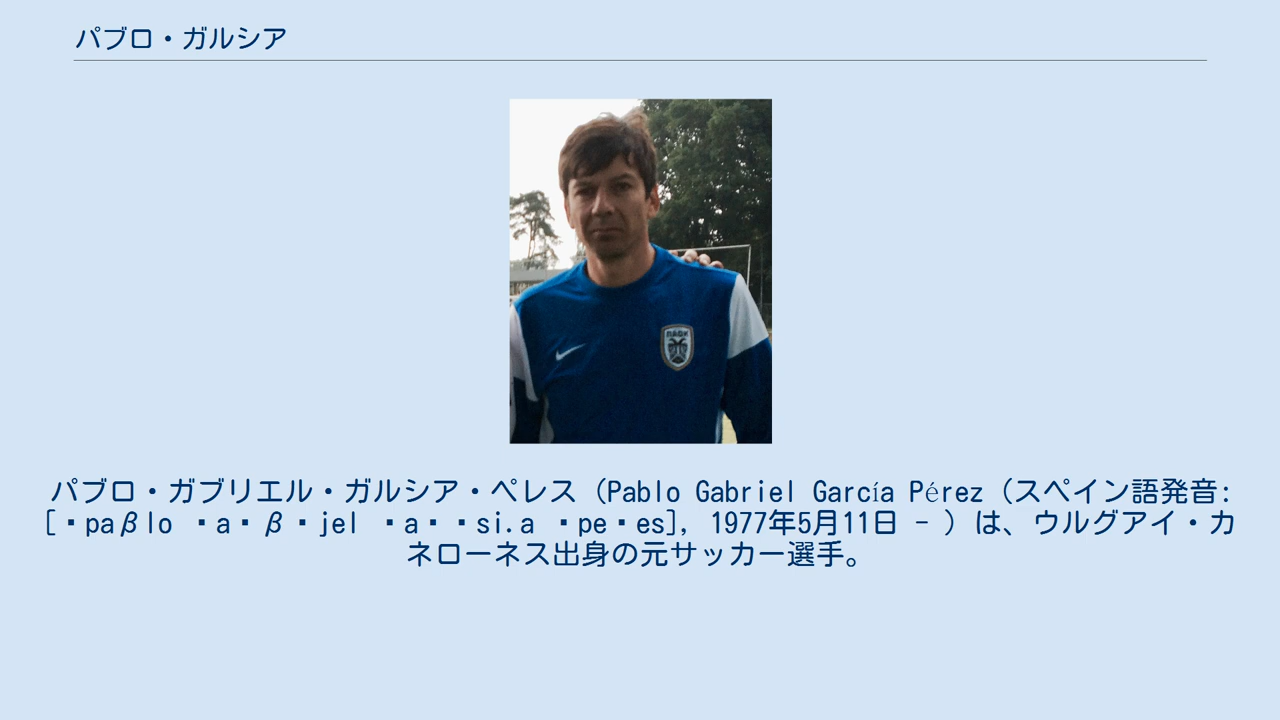 パブロ・ガルシア
ΠΑΟΚ
パブロ・ガブリエル・ガルシア・ペレス（Pablo Gabriel García Pérez（スペイン語発音:
[▪paβlo ▪a▪ β▪jel ▪a▪▪si.a ▪pe▪es], 1977年5月11日 - ）は、ウルグアイ・カ
ネローネス出身の元サッカー選手。